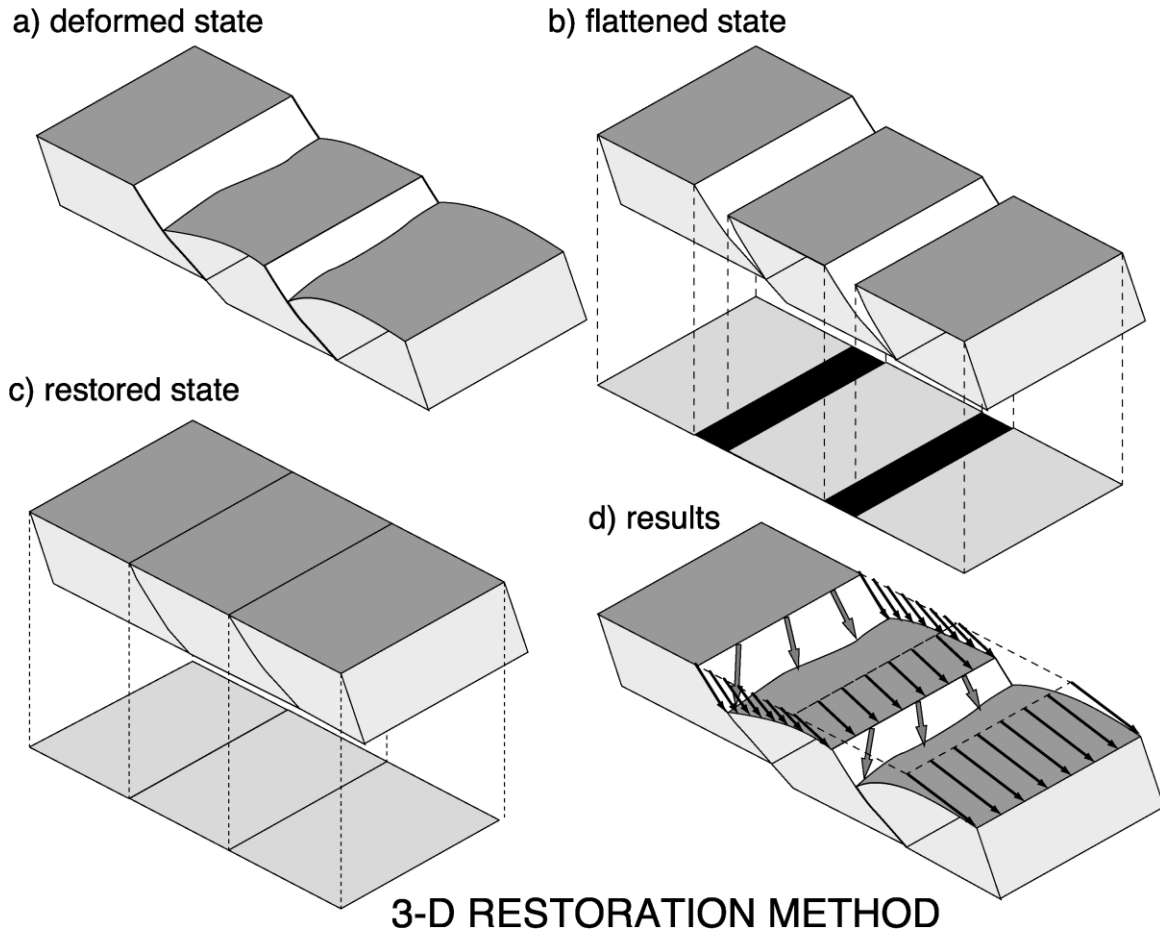 a) deformed state
b) flattened state
c) restored state
d) results
3-D RESTORATION METHOD